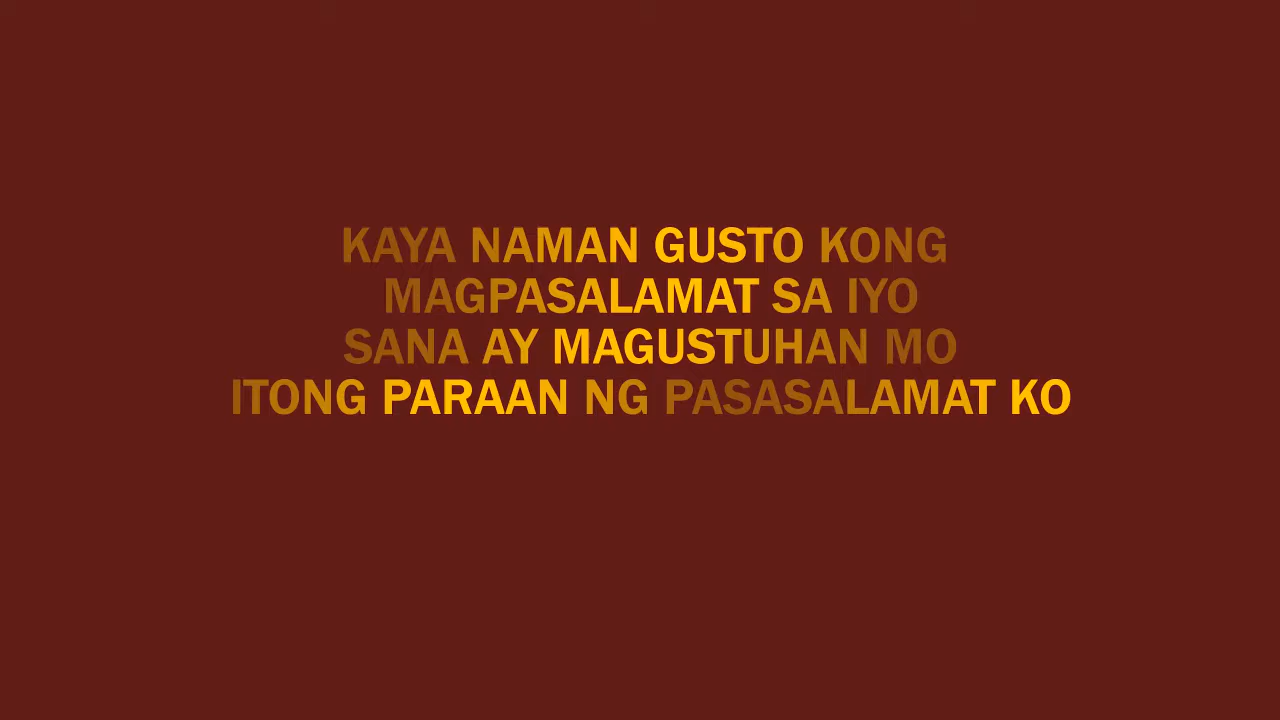 KAYA NAMAN GUSTO KONG
MAGPASALAMAT SA IYO
SANA AY MAGUSTUHAN MO
ITONG PARAAN NG PASASALAMAT KO